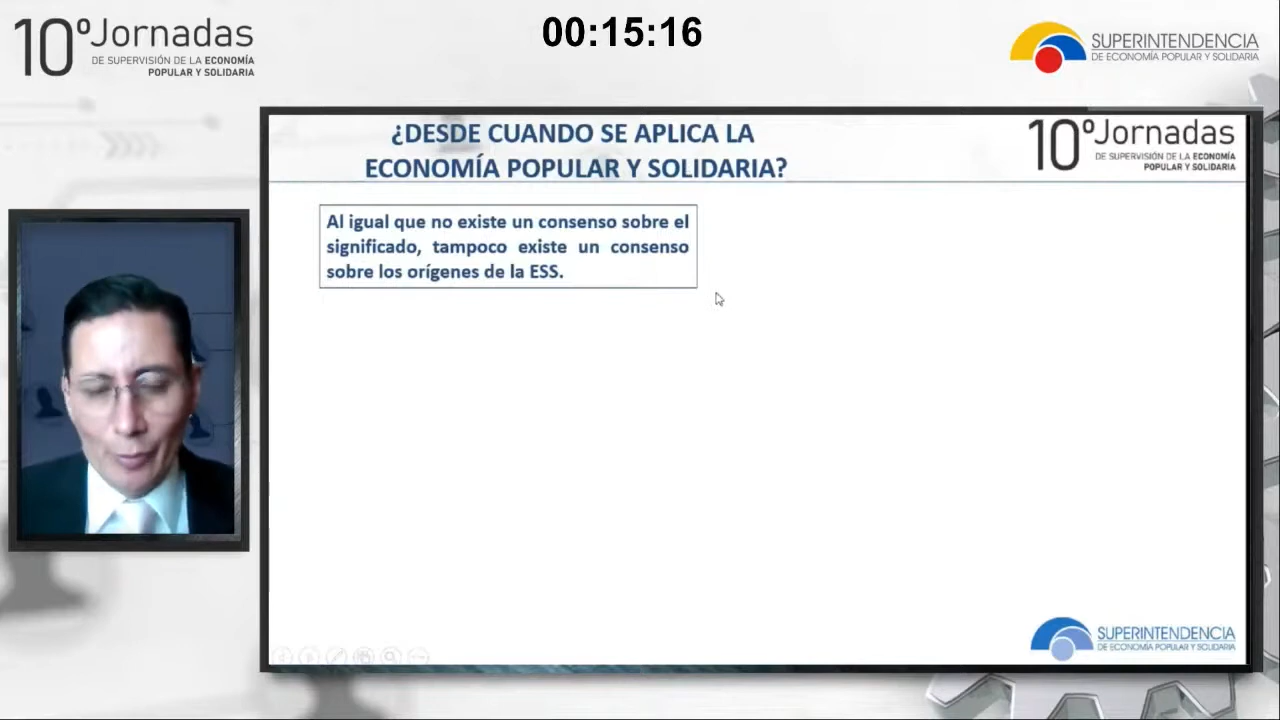 10º Jornadas
DE SUPERVISIÓN DE LA ECONOMÍA
POPULAR Y SOLIDARIA
00:15:16
SUPERINTENDENCIA
DE ECONOMÍA POPULAR Y SOLIDARIA
¿DESDE CUANDO SE APLICA LA
ECONOMÍA POPULAR Y SOLIDARIA?
10º Jornadas
DE SUPERVISIÓN DE LA ECONOMÍA
POPULAR Y SOLIDARIA
Al igual que no existe un consenso sobre el
significado, tampoco existe un consenso
sobre los orígenes de la ESS.
SUPERINTENDENCIA
DE ECONOMÍA POPULAR Y SOLIDARIA